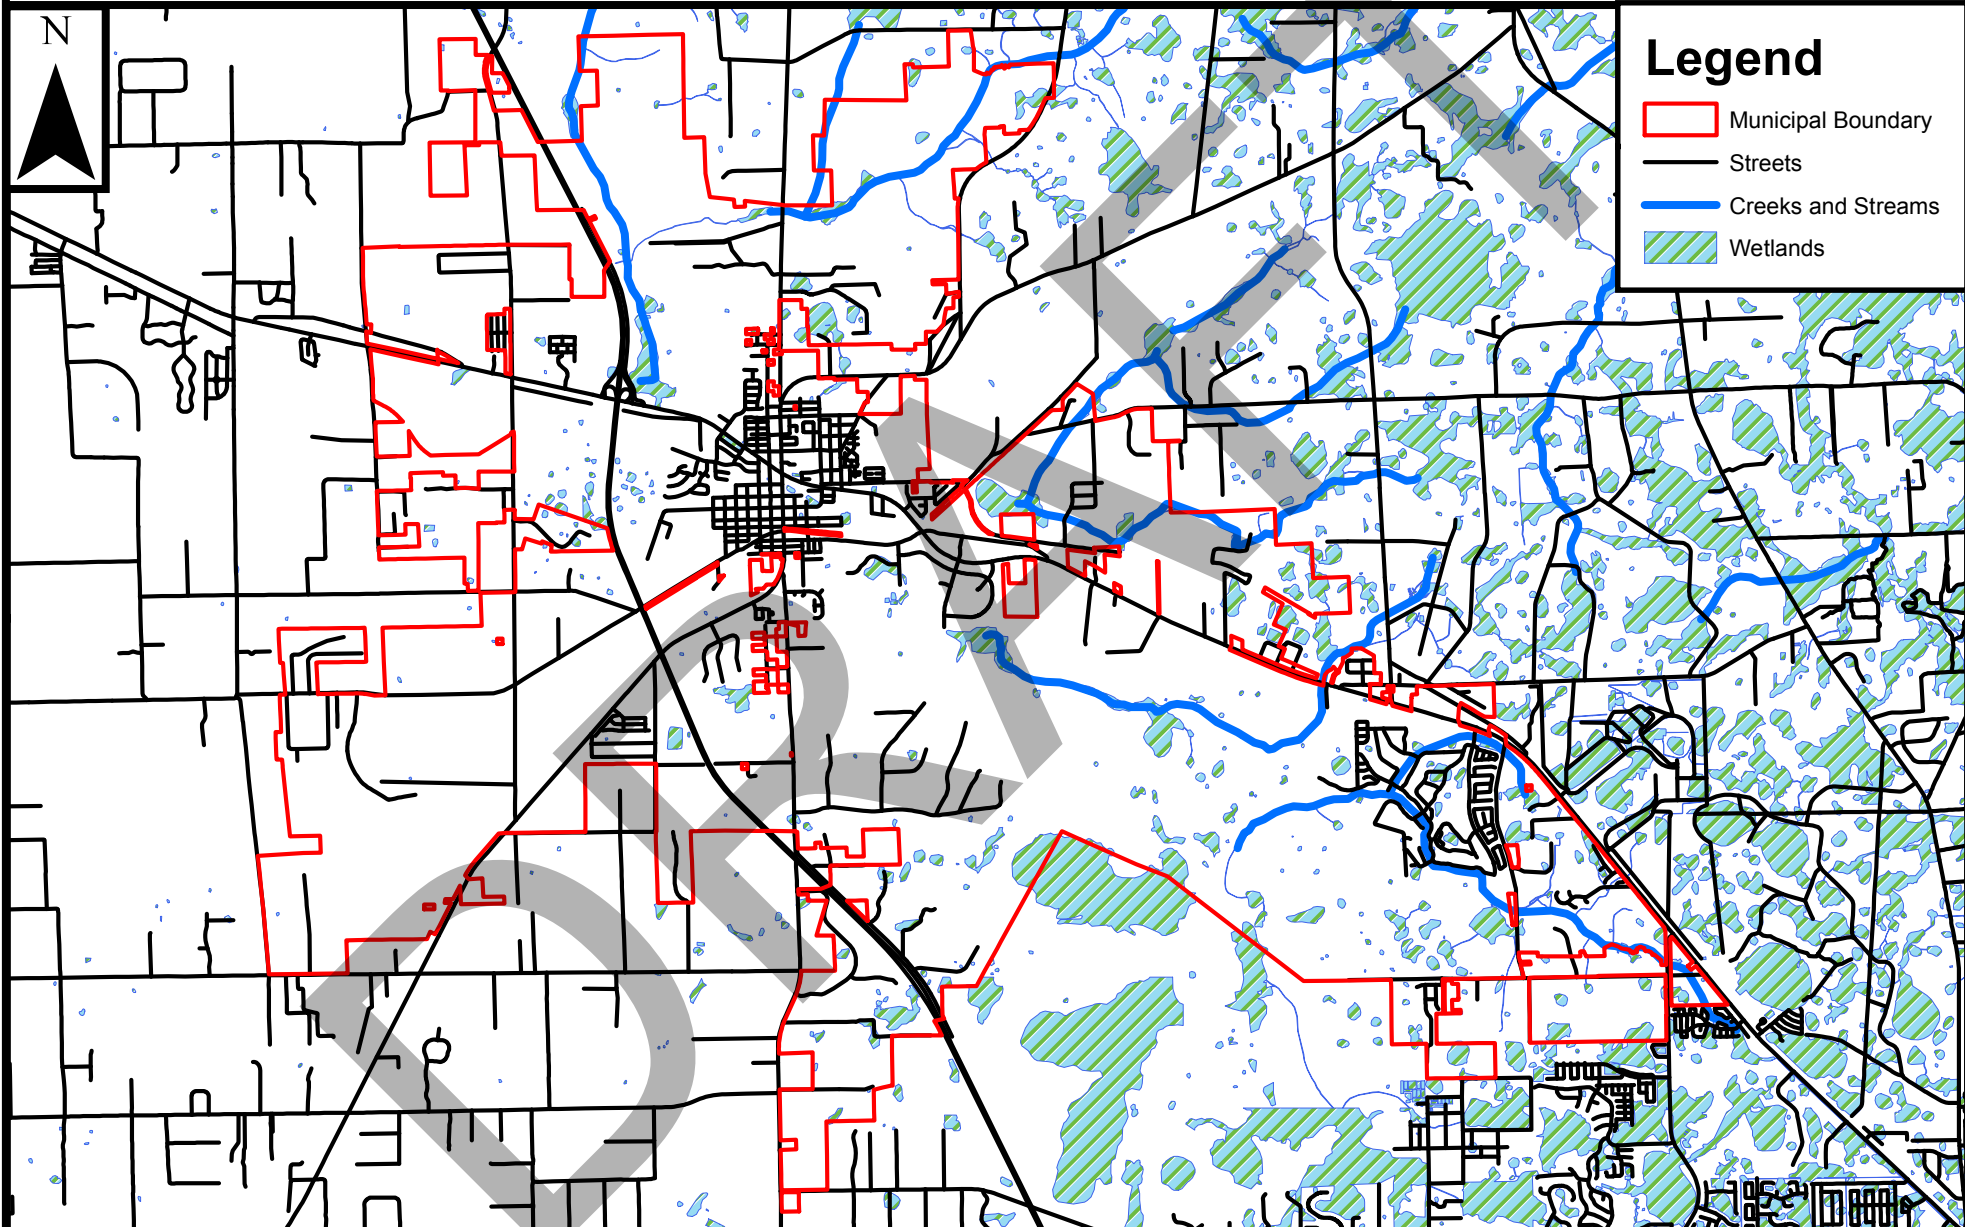 N
Legend
Municipal Boundary
Streets
Creeks and Streams
Wetlands
DRAFT